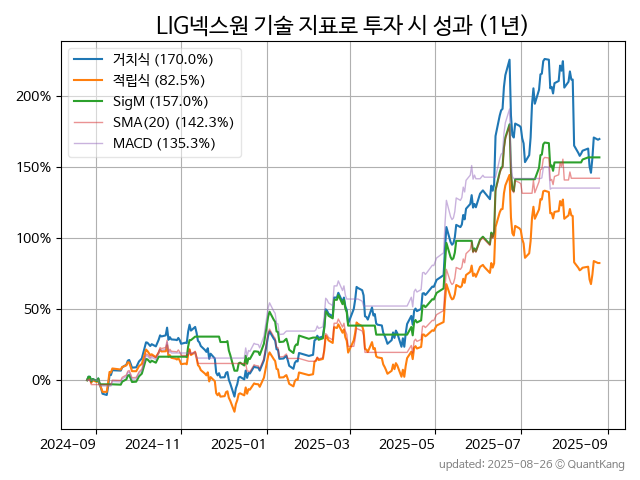 LIG넥스원 기술 지표로 투자 시 성과 (1년)
거치식 (170.0%)
적립식 (82.5%)
SigM (157.0%)
SMA(20) (142.3%)
MACD (135.3%)
200%
150%
100%
50%
0%
2024-09 2024-11 2025-01 2025-03 2025-05 2025-07 2025-09
updated: 2025-08-26 © QuantKang